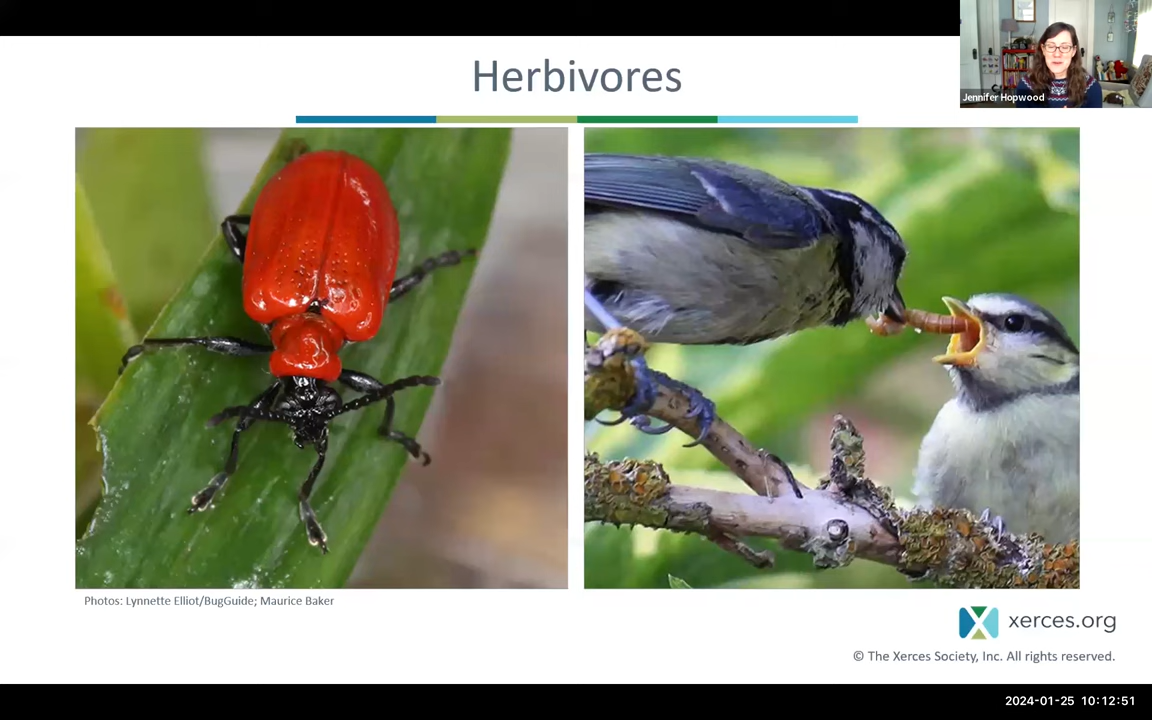 Herbivores
Jennifer Hopwood
Photos: Lynnette Elliot/BugGuide; Maurice Baker
xerces.org
© The Xerces Society, Inc. All rights reserved.
2024-01-25 10:12:51